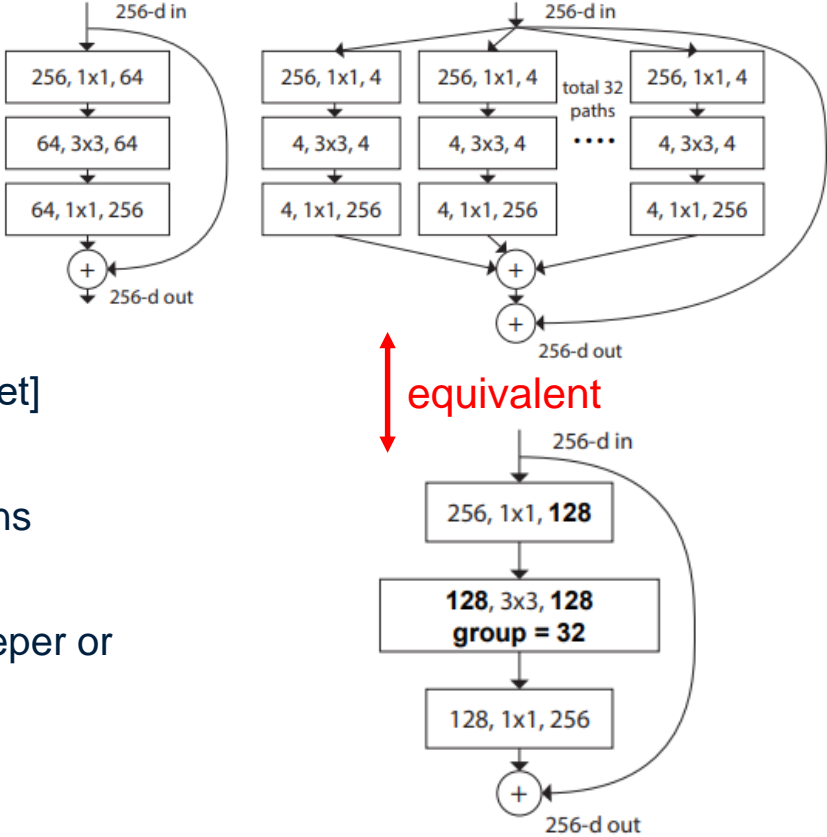 256-d in
256, 1x1, 64
64, 3x3, 64
64, 1x1, 256
+
256-d out
256-d in
256, 1x1, 4
4, 3x3, 4
4, 1x1, 256
256, 1x1, 4
4, 3x3, 4
4, 1x1, 256
total 32
paths
....
256, 1x1, 4
4, 3x3, 4
4, 1x1, 256
+
+
256-d out
et]
ns
eper or
equivalent
256-d in
256, 1x1, 128
128, 3x3, 128
group = 32
128, 1x1, 256
+
256-d out